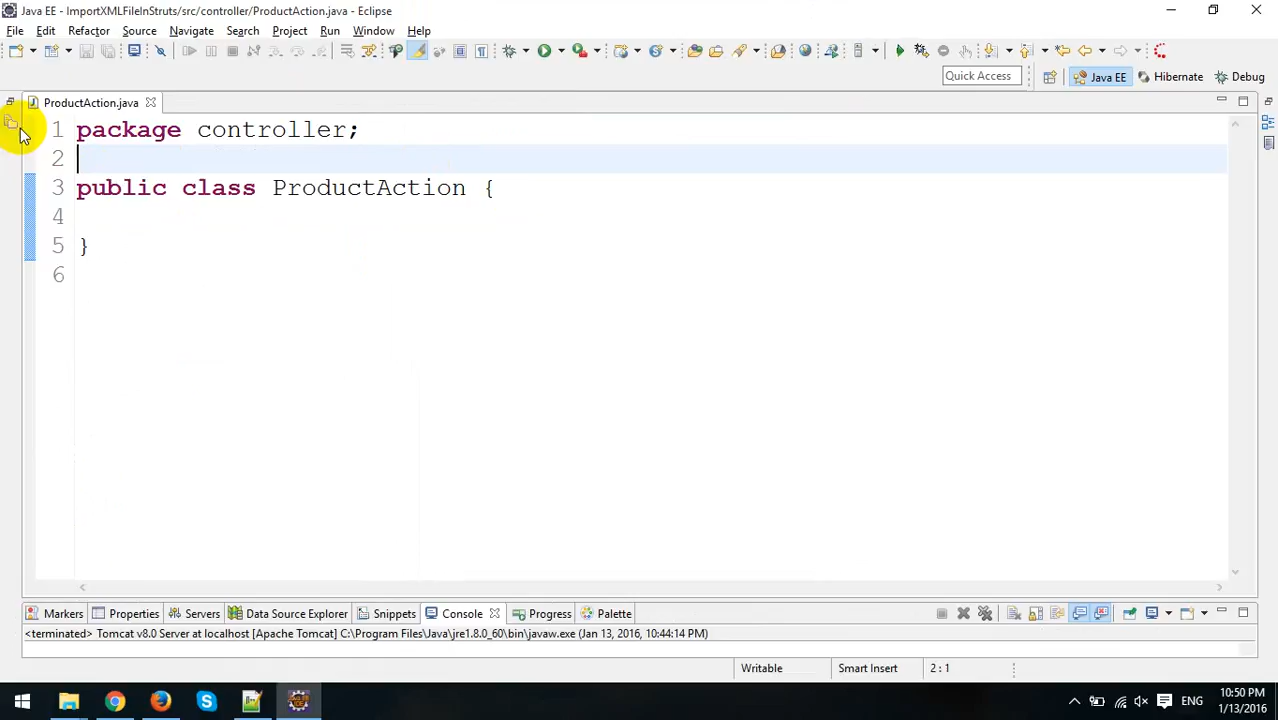 Java EE - ImportXMLFileInStruts/src/controller/ProductAction.java - Eclipse
File Edit Refactor Source Navigate Search Project Run Window Help
Quick Access Java EE Hibernate Debug
ProductAction.java
1 package controller;
2
3 public class ProductAction {
4
5 }
6
Markers Properties Servers Data Source Explorer Snippets Console Progress Palette
<terminated> Tomcat v8.0 Server at localhost [Apache Tomcat] C:\Program Files\Java\jre1.8.0_60\bin\javaw.exe (Jan 13, 2016, 10:44:14 PM)
Writable Smart Insert 2 : 1
ENG 10:50 PM
1/13/2016